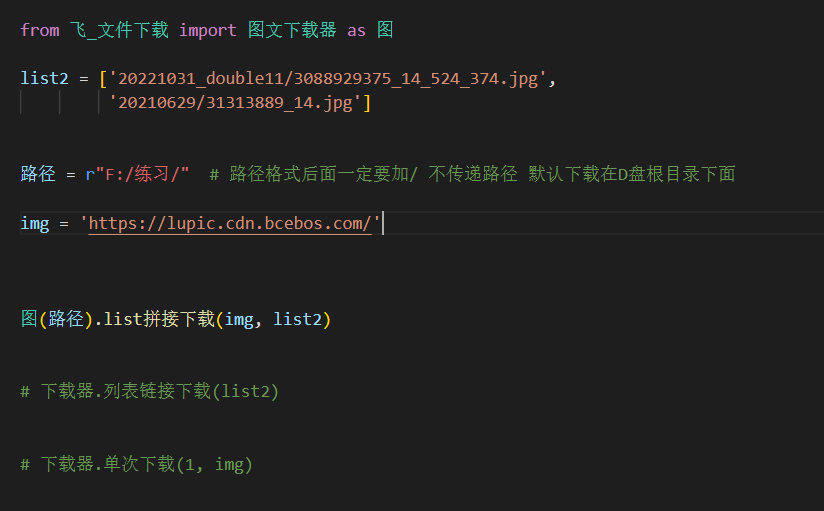 from 飞_文件下载 import 图文下载器 as 图
list2 = ['20221031_double11/3088929375_14_524_374.jpg',
'20210629/31313889_14.jpg']
路径 = r"F:/练习/"  # 路径格式后面一定要加/ 不传递路径 默认下载在D盘根目录下面
img = 'https://lupic.cdn.bcebos.com/'
图(路径).list拼接下载(img, list2)
# 下载器.列表链接下载(list2)
# 下载器.单次下载(1, img)